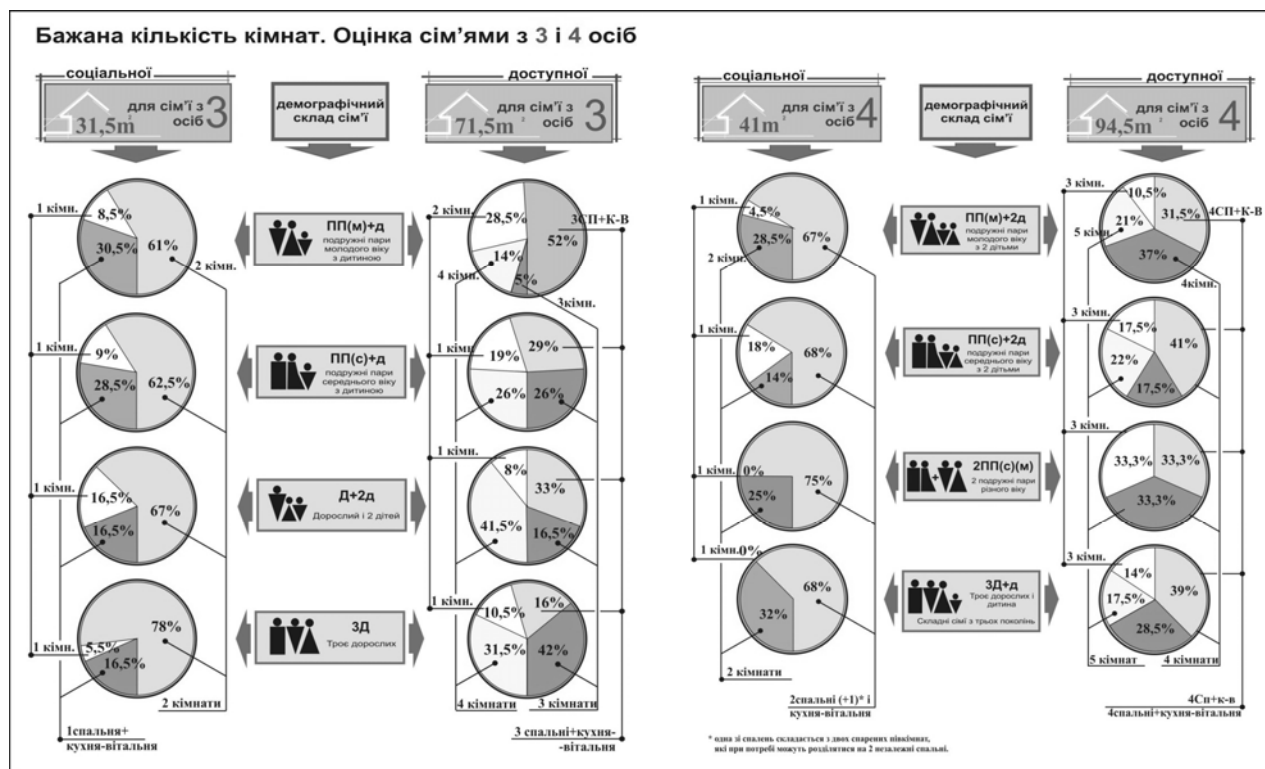 Бажана кількість кімнат. Оцінка сім’ями з 3 і 4 осіб
соціальної
31,5m²
для сім’ї з
осіб 3
демографічний
склад сім’ї
доступної
71,5m²
для сім’ї з
осіб 3
1 кімн.
8,5%
30,5%
61%
2 кімн.
ПП(м)+д
подружні пари
молодого віку
з дитиною
2 кімн.
28,5%
3СП+К-В
52%
14%
4 кімн.
5%
3кімн.
1 кімн.
9%
28,5%
62,5%
ПП(с)+д
подружні пари
середнього віку
з дитиною
1 кімн.
19%
29%
26%
26%
1 кімн.
16,5%
67%
16,5%
Д+2д
Дорослий і 2 дітей
1 кімн.
8%
33%
41,5%
16,5%
1 кімн.
5,5%
78%
16,5%
3Д
Троє дорослих
1 кімн.
10,5%
16%
31,5%
42%
2 кімнати
1спальня+
кухня-вітальня
4 кімнати
3 кімнати
3 спальні+кухня-
-вітальня
соціальної
41m²
для сім’ї з
осіб 4
демографічний
склад сім’ї
доступної
94,5m²
для сім’ї з
осіб 4
1 кімн.
4,5%
28,5%
67%
2 кімн.
ПП(м)+2д
подружні пари
молодого віку
з 2 дітьми
3 кімн.
10,5%
31,5%
4СП+К-В
21%
5 кімн
37%
4кімн.
1 кімн.
18%
68%
14%
ПП(с)+2д
подружні пари
середнього віку
з 2 дітьми
3 кімн.
17,5%
41%
22%
17,5%
1 кімн.
0%
75%
25%
2ПП(с)(м)
2 подружні пари
різного віку
3 кімн.
33,3%
33,3%
33,3%
1 кімн.
0%
68%
32%
3Д+д
Троє дорослих і
дитина
Складні сімї з трьох поколінь
3 кімн.
14%
39%
17,5%
28,5%
2 кімнати
2спальні (+1)* і
кухня-вітальня
5 кімнат
4 кімнати
4Сп+к-в
4спальні+кухня-вітальня
* одна зі спалень складається з двох спарених півкімнат,
які при потребі можуть розділятися на 2 незалежні спальні.